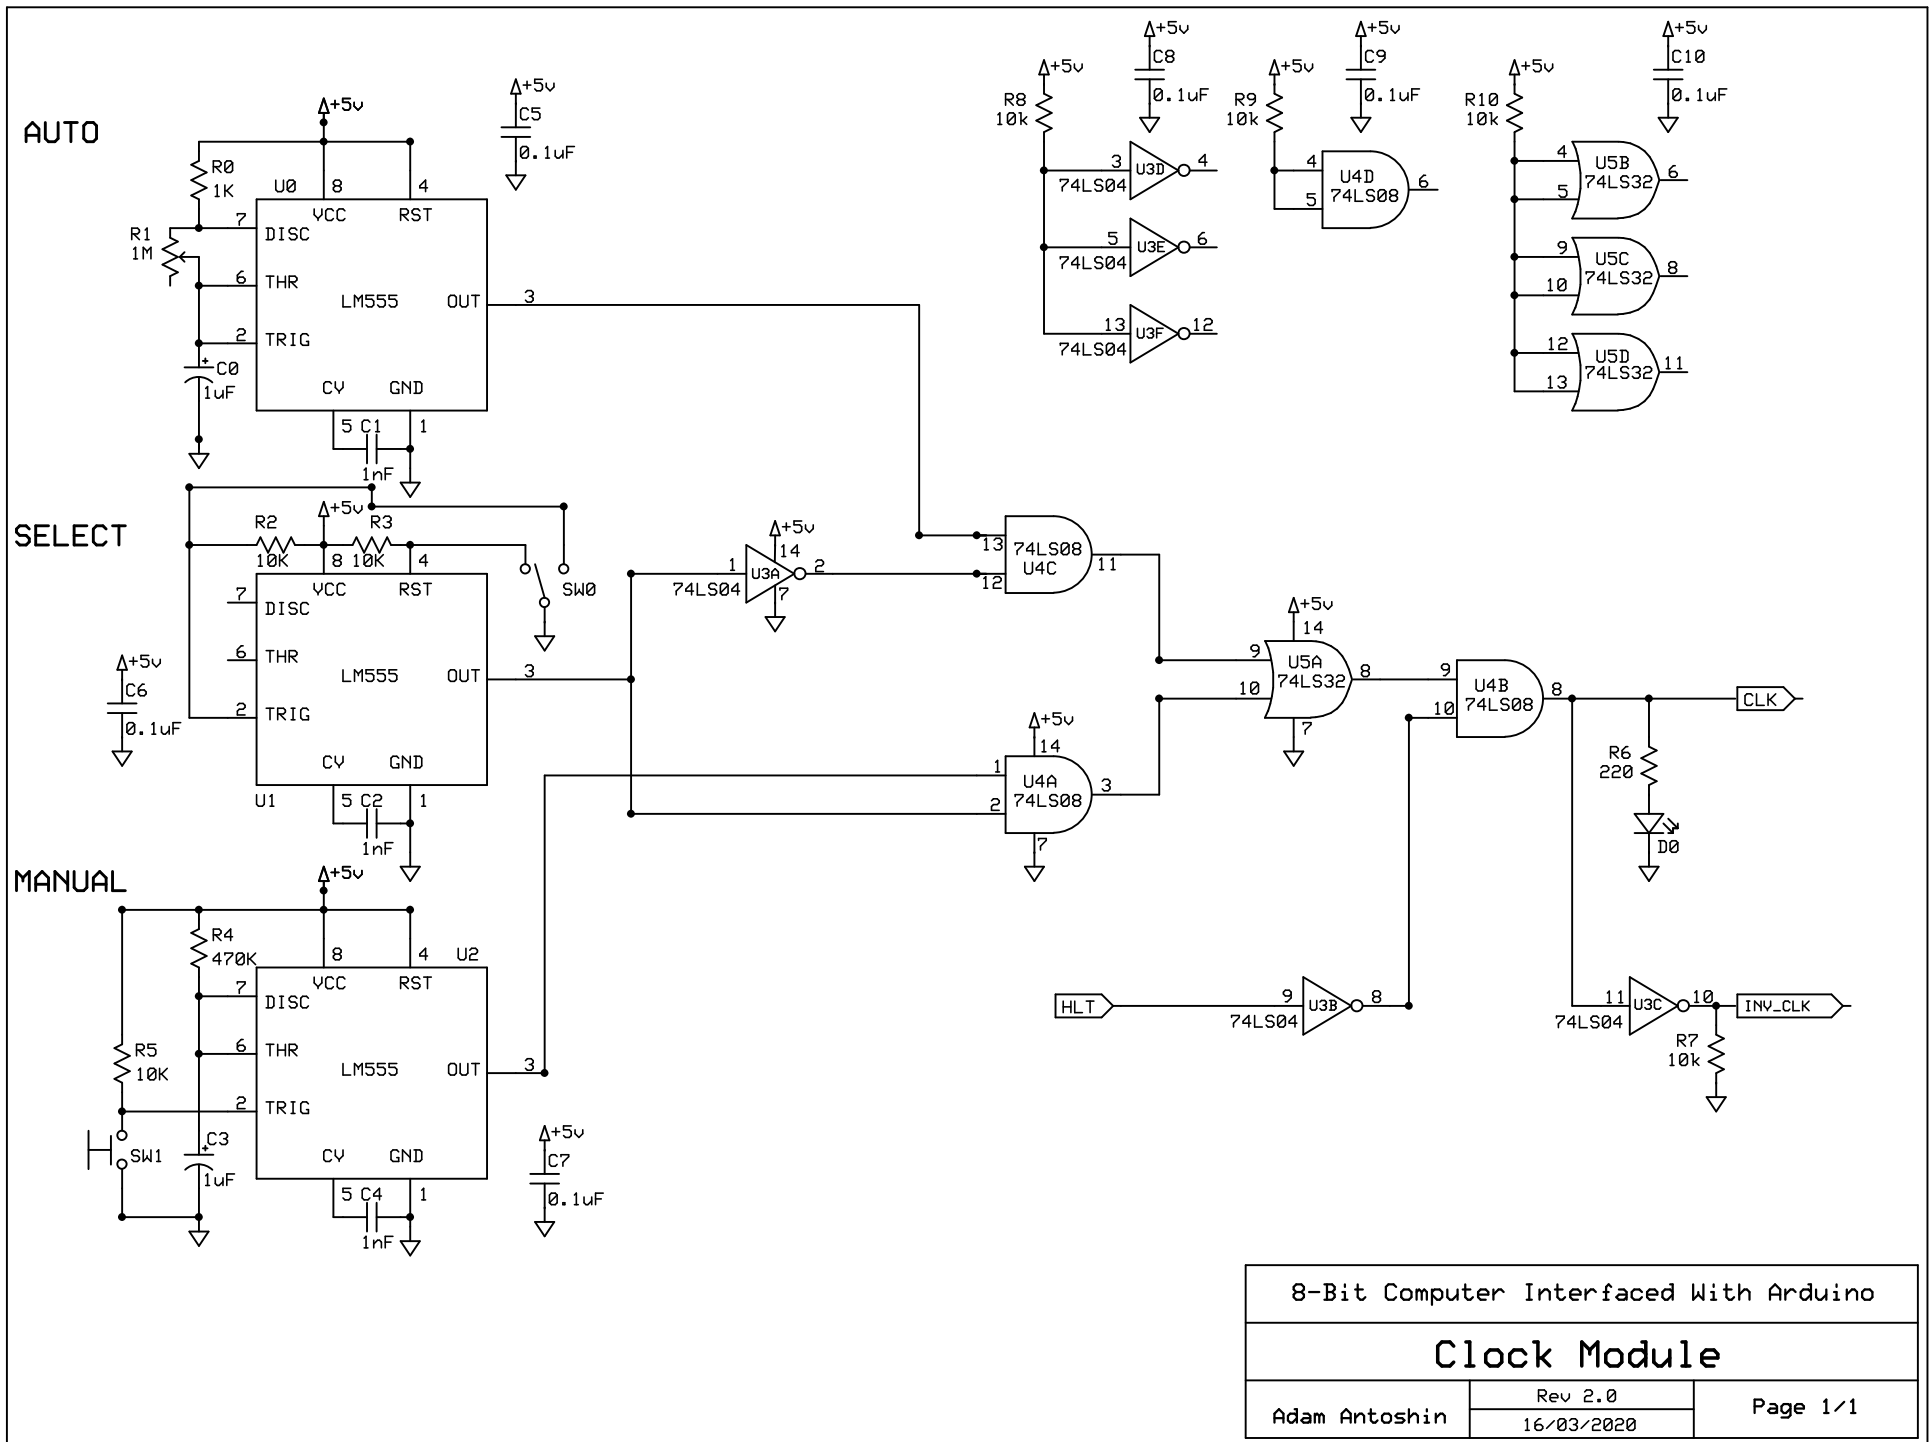 AUTO
+5v
R0
1K
R1
1M
U0
7
8
4
VCC
RST
DISC
6
THR
LM555
OUT
3
2
TRIG
+
C0
1uF
CV
GND
5
C1
1
1nF
+5v
C5
0.1uF
SELECT
+5v
R2
10K
R3
10K
8
4
VCC
RST
7
DISC
6
THR
LM555
OUT
3
2
TRIG
CV
GND
U1
5
C2
1
1nF
SW0
+5v
C6
0.1uF
MANUAL
+5v
R4
470K
8
4
U2
VCC
RST
7
DISC
R5
10K
6
THR
LM555
OUT
3
2
TRIG
SW1
+
C3
1uF
CV
GND
5
C4
1
1nF
+5v
C7
0.1uF
+5v
R8
10k
+5v
C8
0.1uF
3
U3D
4
74LS04
5
U3E
6
74LS04
13
U3F
12
74LS04
+5v
R9
10k
+5v
C9
0.1uF
4
5
U4D
74LS08
6
+5v
R10
10k
+5v
C10
0.1uF
4
5
U5B
74LS32
6
9
10
U5C
74LS32
8
12
13
U5D
74LS32
11
+5v
14
1
U3A
2
74LS04
7
13
12
74LS08
U4C
11
+5v
14
1
2
U4A
74LS08
3
7
+5v
14
9
10
U5A
74LS32
8
7
9
10
U4B
74LS08
8
CLK
R6
220
D0
HLT
9
U3B
8
74LS04
11
U3C
10
74LS04
INV_CLK
R7
10k
8-Bit Computer Interfaced With Arduino
Clock Module
Adam Antoshin
Rev 2.0
16/03/2020
Page 1/1